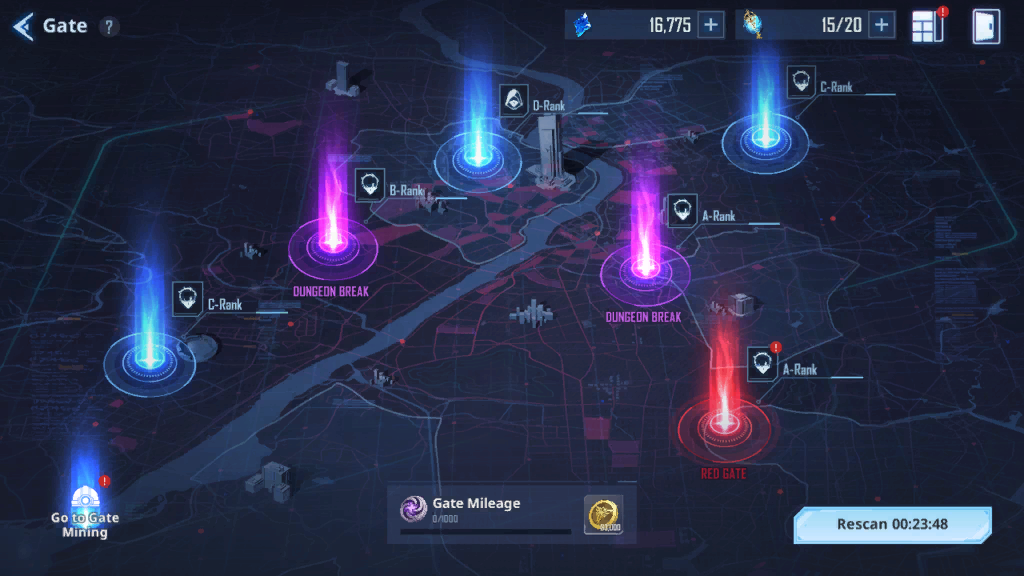 Gate ?
16,775 +
15/20 +
C-Rank
D-Rank
B-Rank
A-Rank
DUNGEON BREAK
C-Rank
DUNGEON BREAK
A-Rank
RED GATE
Go to Gate
Mining
Gate Mileage
0/1000
Rescan 00:23:48